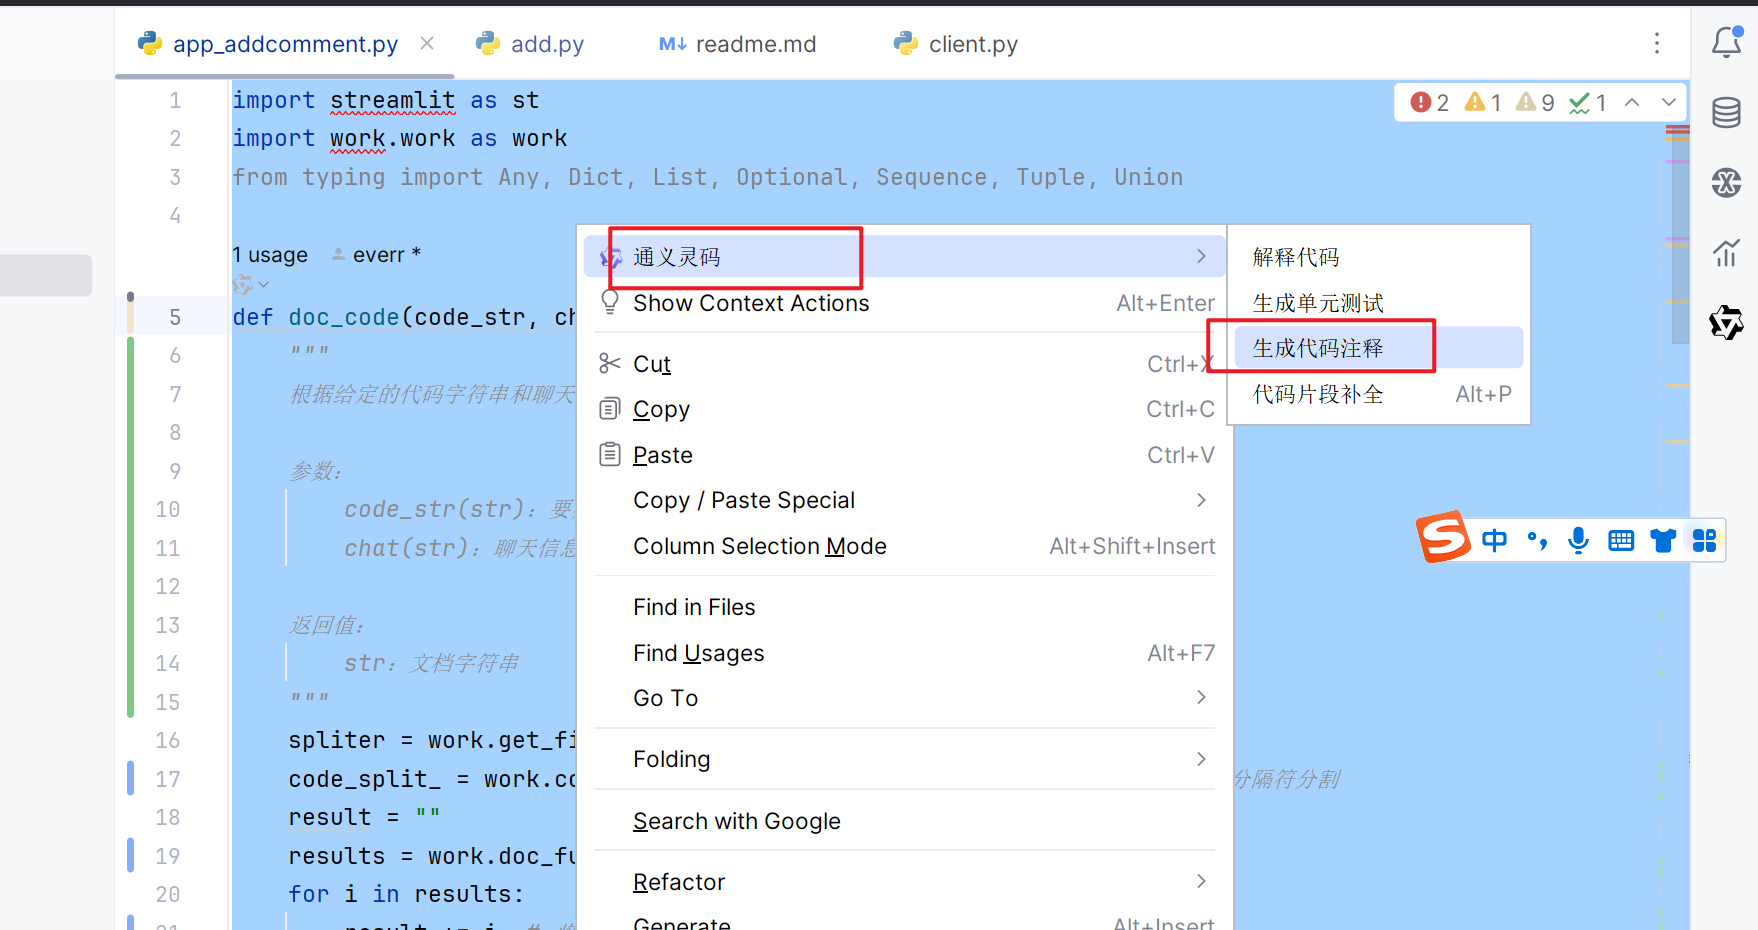 app_addcomment.py
add.py
M↓ readme.md
client.py
2 1 9 1
1 import streamlit as st
2 import work.work as work
3 from typing import Any, Dict, List, Optional, Sequence, Tuple, Union
4
1 usage everr *
5 def doc_code(code_str, ch
6 """
7 根据给定的代码字符串和聊天
8
9 参数:
10 code_str(str): 要
11 chat(str): 聊天信息
12
13 返回值:
14 str: 文档字符串
15 """
16 spliter = work.get_fi
17 code_split_ = work.co
分隔符分割
18 result = ""
19 results = work.doc_fu
20 for i in results:
21
通义灵码
Show Context Actions Alt+Enter
Cut Ctrl+X
Copy Ctrl+C
Paste Ctrl+V
Copy / Paste Special
Column Selection Mode Alt+Shift+Insert
Find in Files
Find Usages Alt+F7
Go To
Folding
Search with Google
Refactor
Generate Alt+Insert
解释代码
生成单元测试
生成代码注释
代码片段补全 Alt+P
S 中